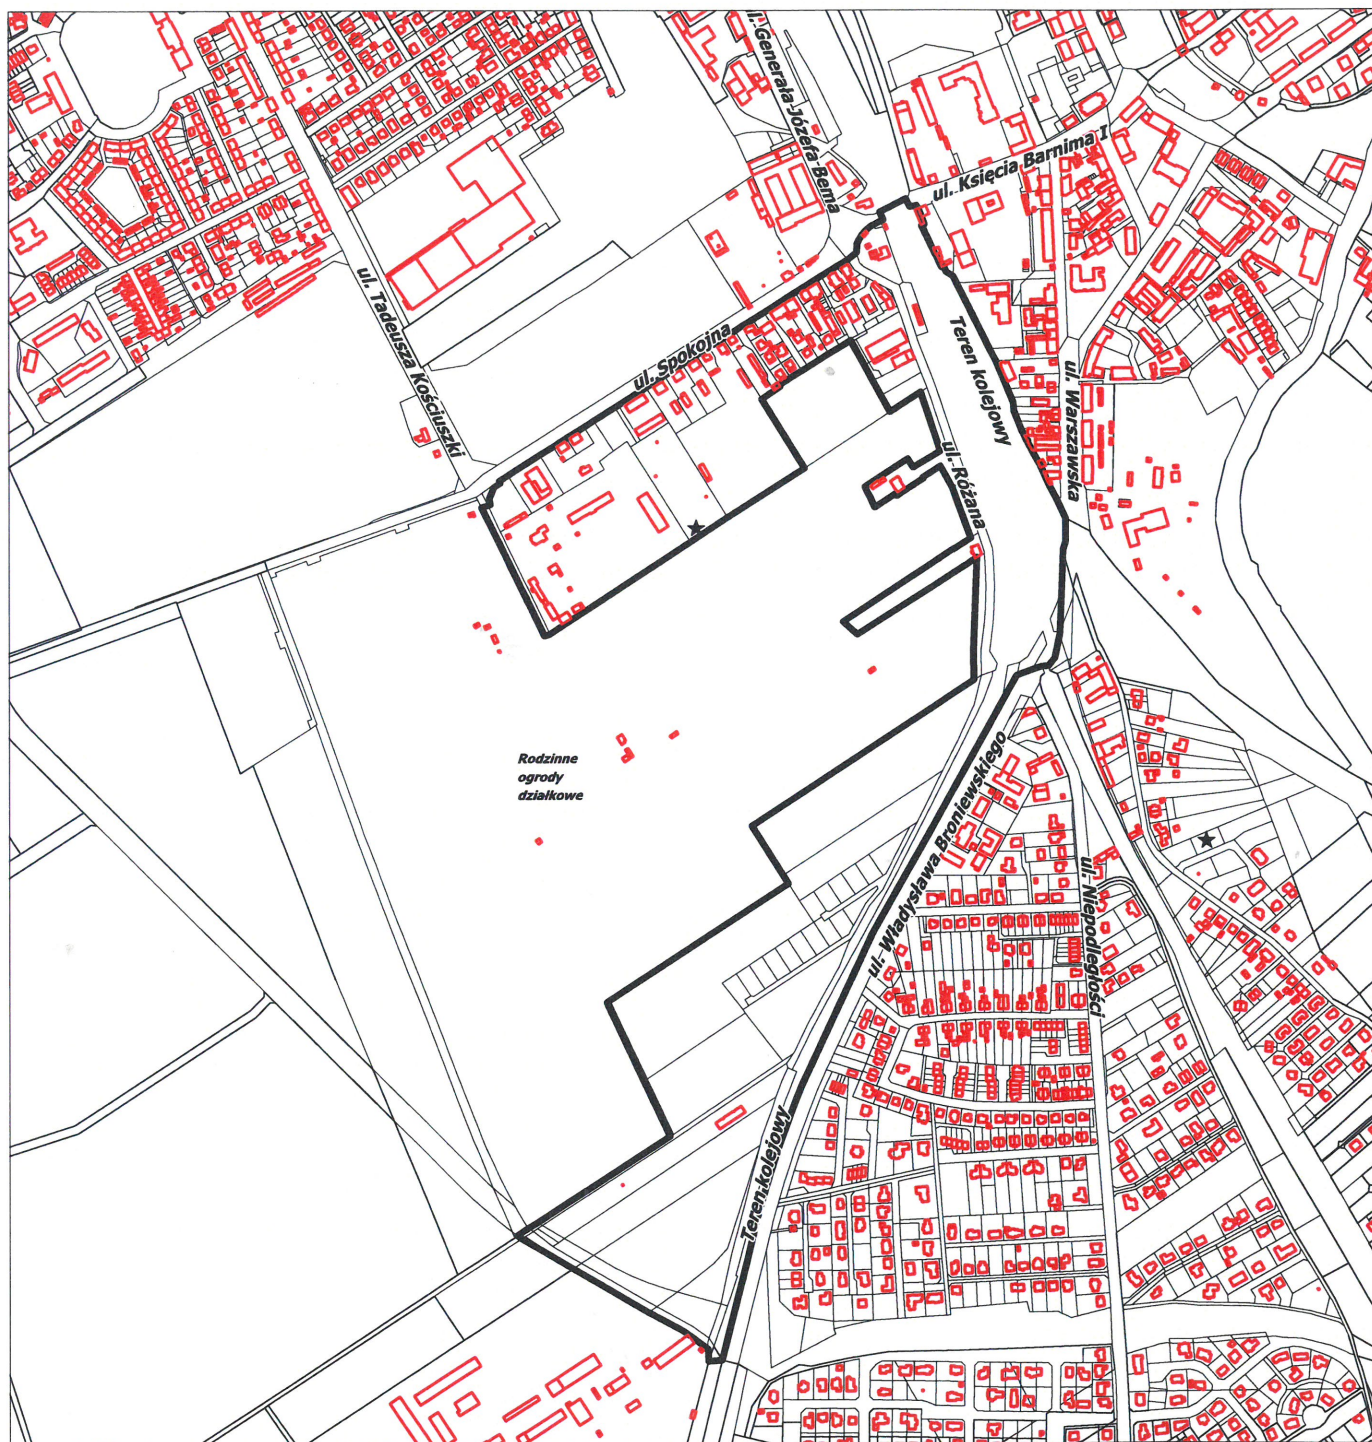 ul. Generała Józefa Bema
ul. Księcia Barnima I
ul. Tadeusza Kościuszki
ul. Spokojna
Teren kolejowy
ul. Warszawska
ul. Różana
Rodzinne
ogrody
działkowe
ul. Władysława Broniewskiego
ul. Niepodległości
Teren kolejowy